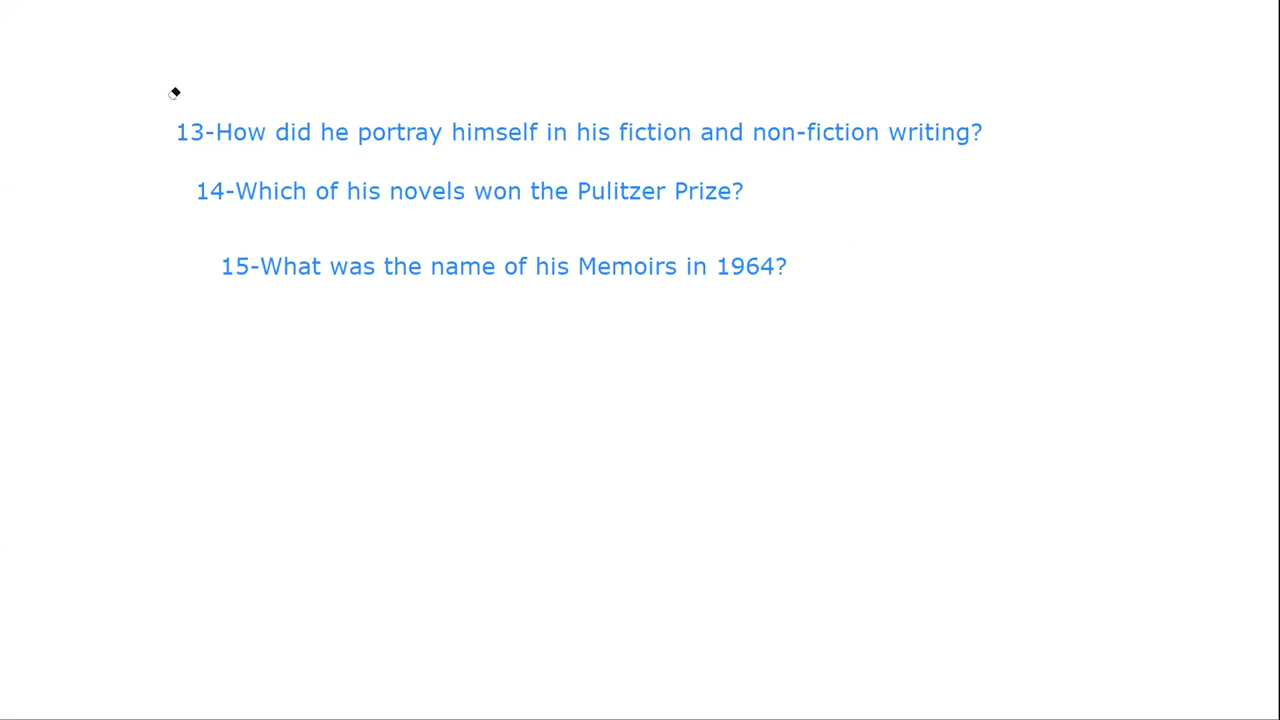 13-How did he portray himself in his fiction and non-fiction writing?
14-Which of his novels won the Pulitzer Prize?
15-What was the name of his Memoirs in 1964?